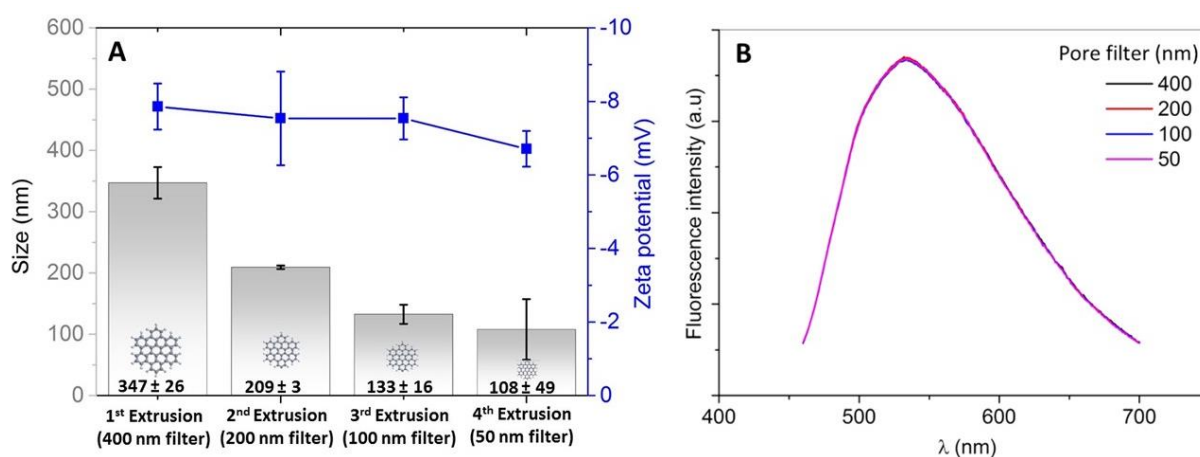 A
Size (nm)
600
500
400
300
200
100
0
-10
-8
-6
-4
-2
0
Zeta potential (mV)
347 ± 26
209 ± 3
133 ± 16
108 ± 49
1st Extrusion
(400 nm filter)
2nd Extrusion
(200 nm filter)
3rd Extrusion
(100 nm filter)
4th Extrusion
(50 nm filter)
B
Pore filter (nm)
400
200
100
50
Fluorescence intensity (a.u)
400
500
600
700
λ (nm)